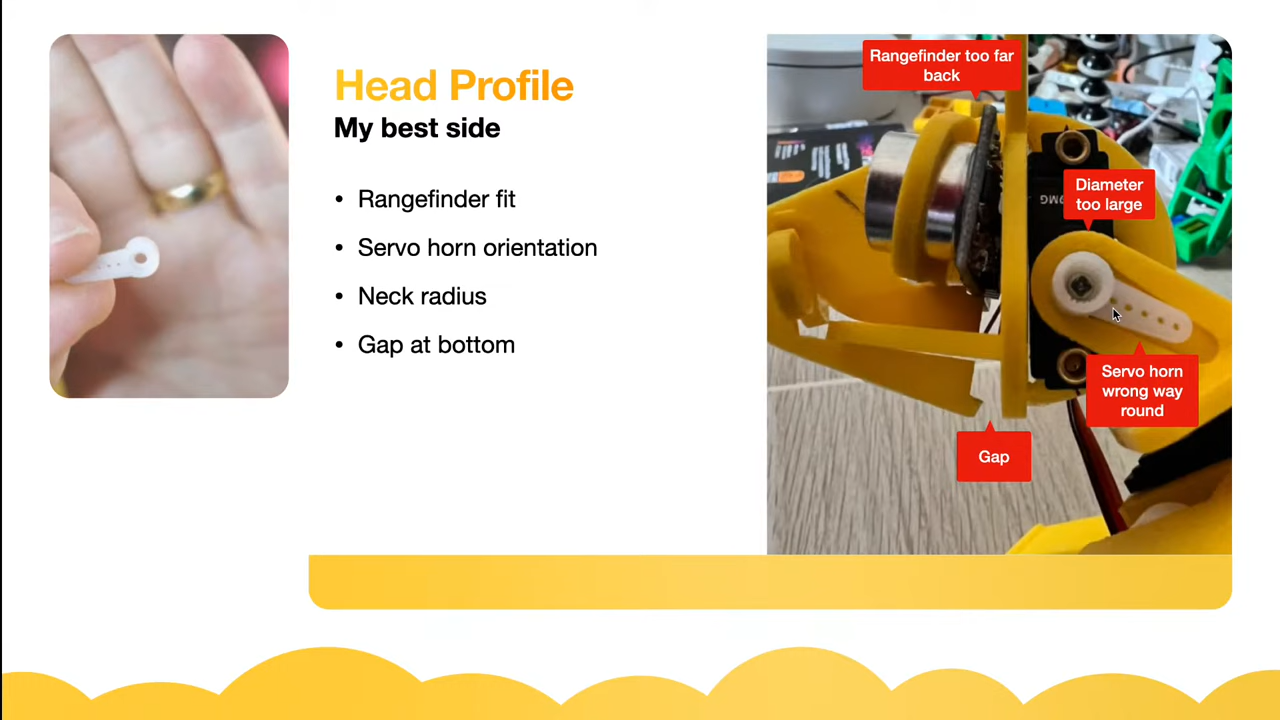 Head Profile
My best side
• Rangefinder fit
• Servo horn orientation
• Neck radius
• Gap at bottom
Rangefinder too far
back
Diameter
too large
Servo horn
wrong way
round
Gap